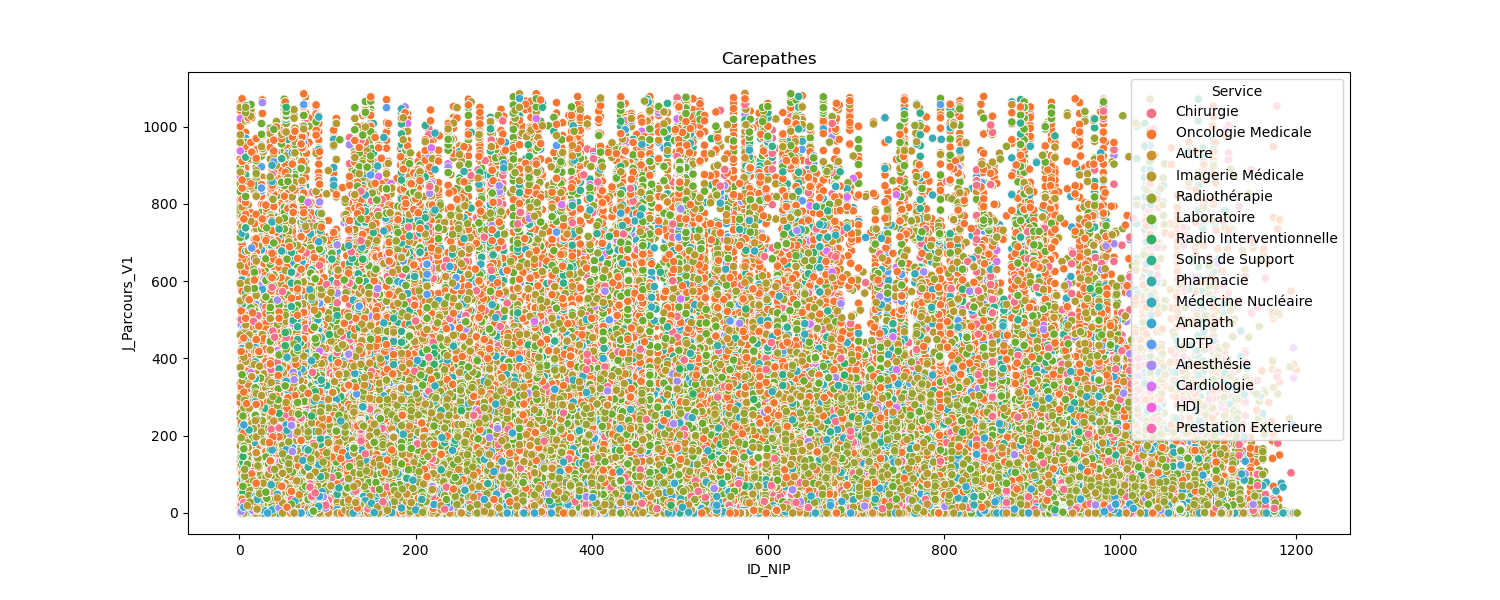 Carepathes
Service
Chirurgie
Oncologie Medicale
Autre
Imagerie Médicale
Radiothérapie
Laboratoire
Radio Interventionnelle
Soins de Support
Pharmacie
Médecine Nucléaire
Anapath
UDTP
Anesthésie
Cardiologie
HDJ
Prestation Exterieure
J_Parcours_V1
1000
800
600
400
200
0
0 200 400 600 800 1000 1200
ID_NIP